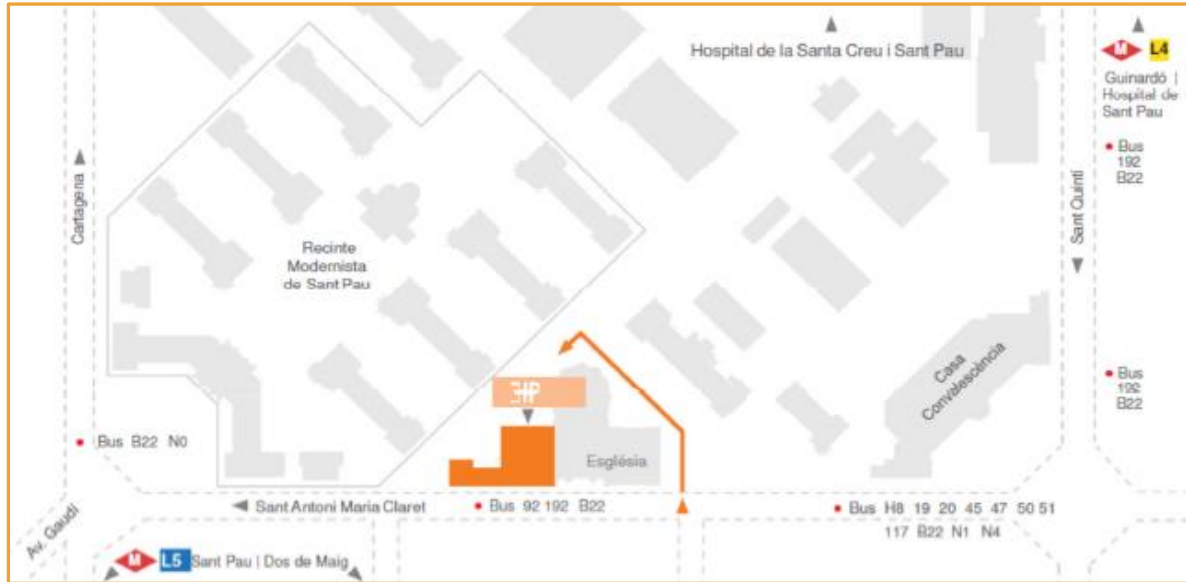 Hospital de la Santa Creu i Sant Pau
M L4
Guinardó |
Hospital de
Sant Pau
Bus
192
B22
Cartagena
Sant Quintí
Recinte
Modernista
de Sant Pau
Casa
Convalescència
Bus
192
B22
Bus B22 N0
Església
Sant Antoni Maria Claret
Bus 92 192 B22
Bus H8 19 20 45 47 50 51
117 B22 N1 N4
Av. Gaudí
M L5 Sant Pau | Dos de Maig